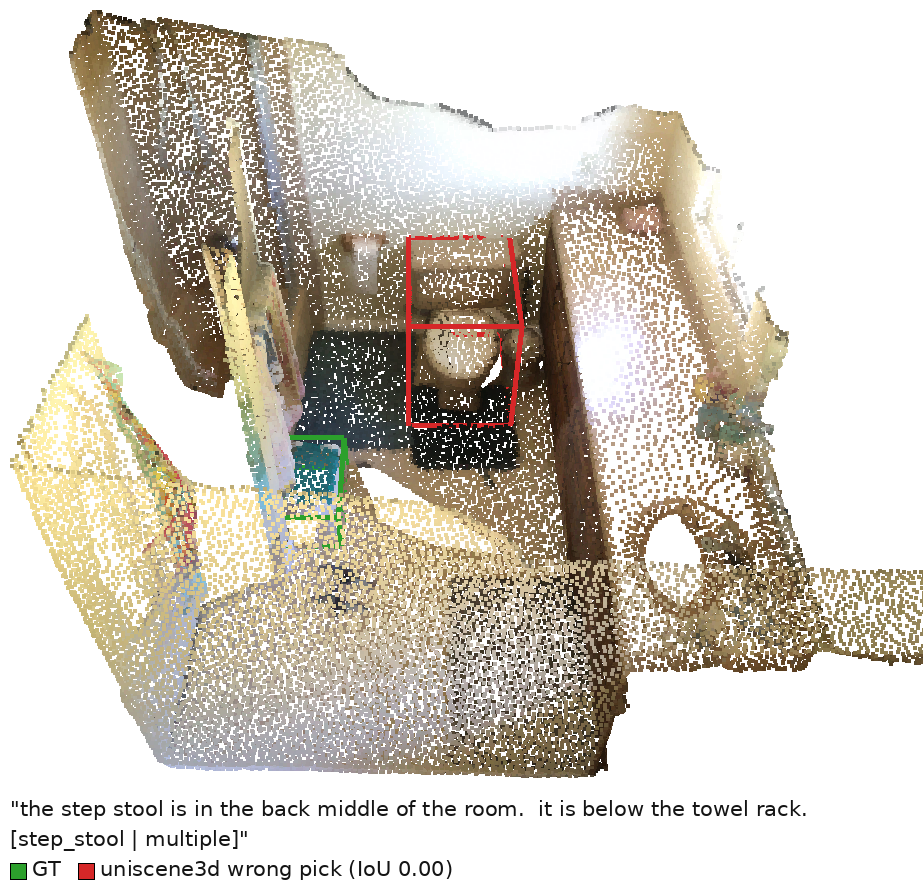 "the step stool is in the back middle of the room.  it is below the towel rack.
[step_stool | multiple]"
GT uniscene3d wrong pick (IoU 0.00)